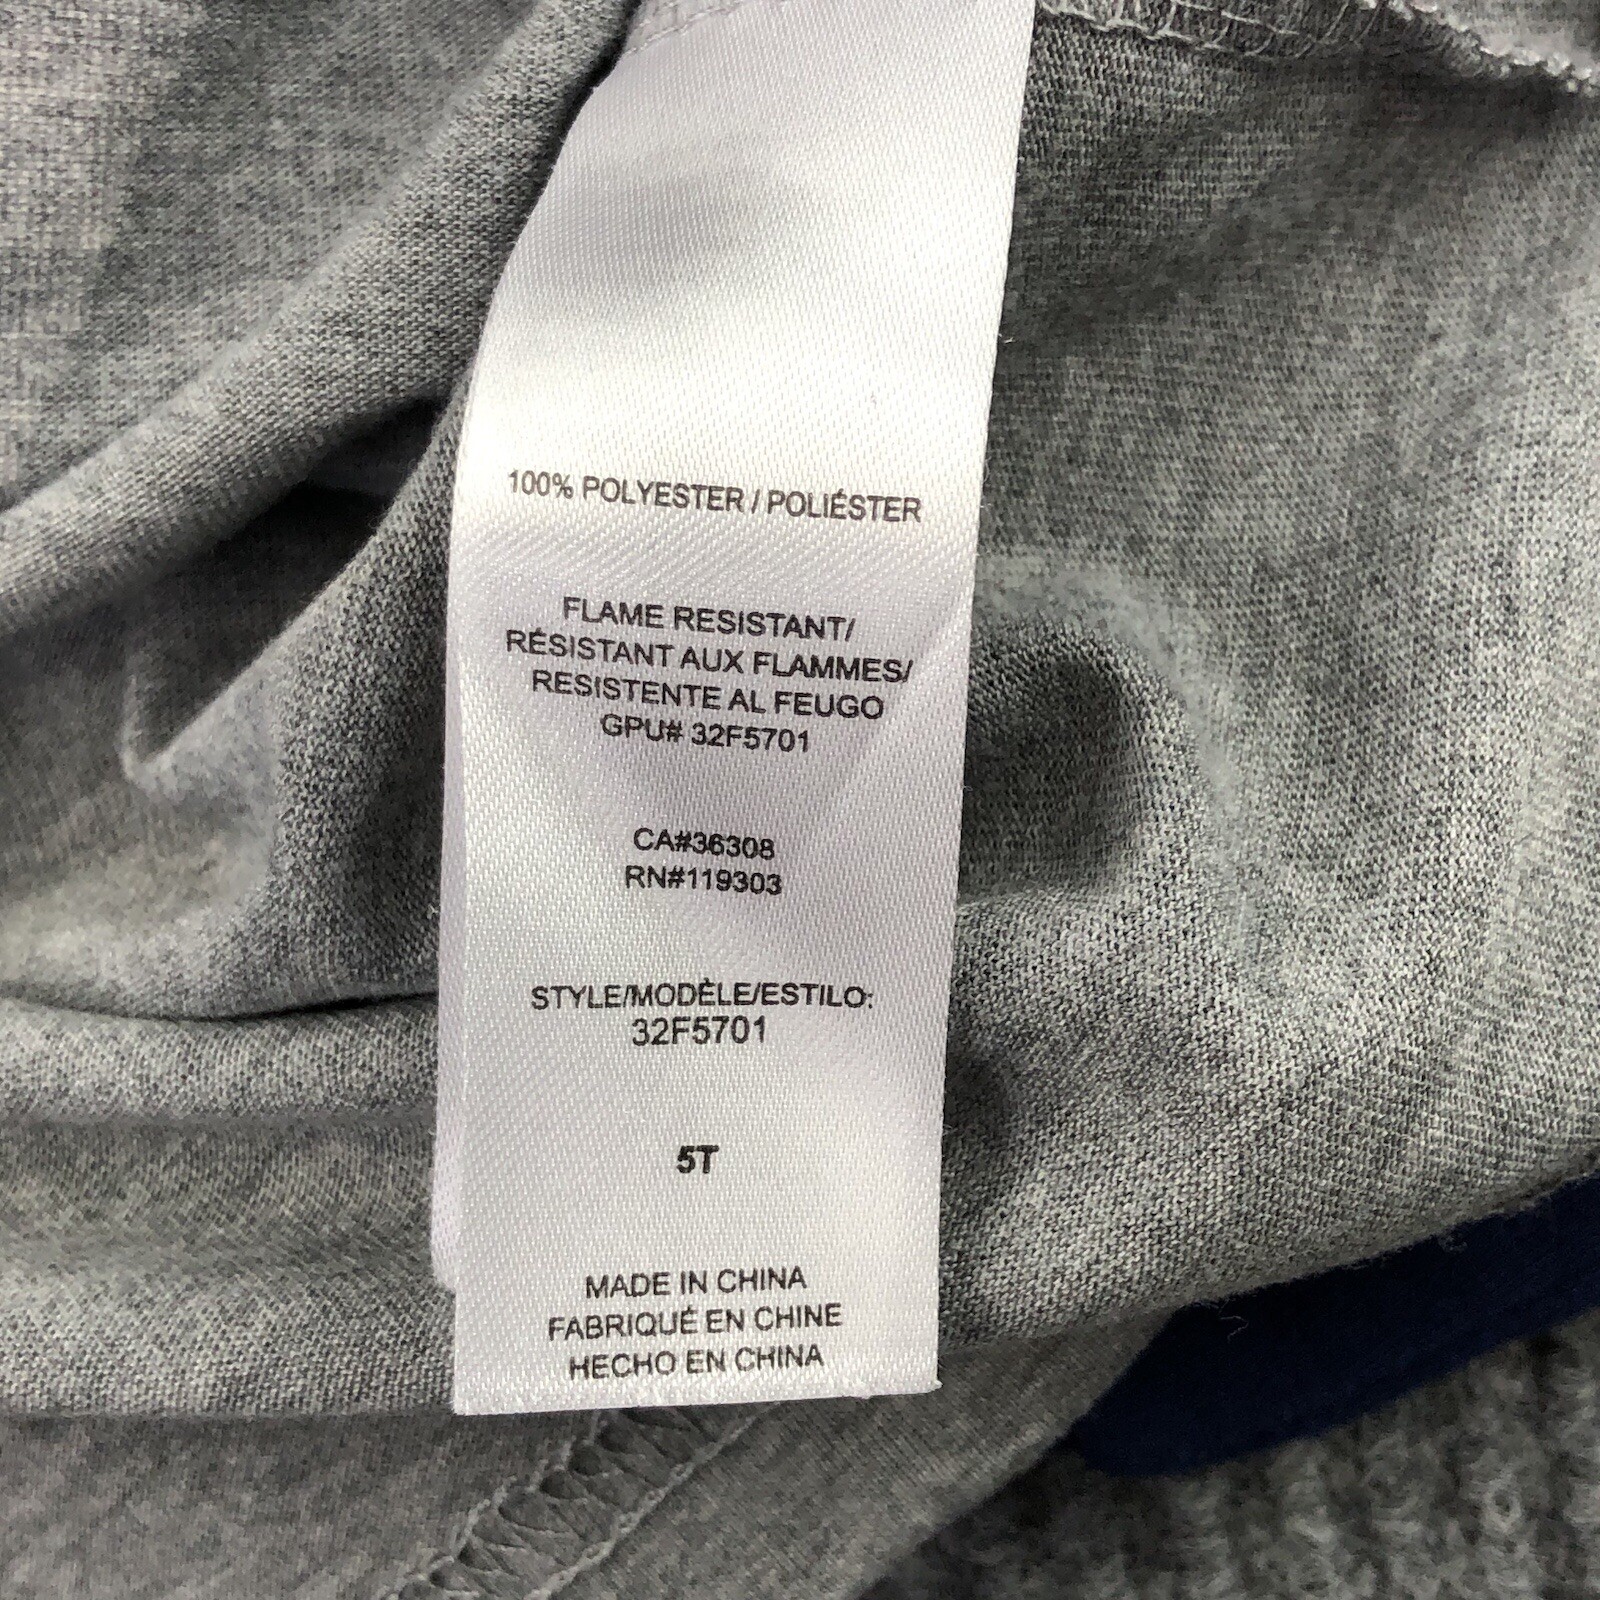 100% POLYESTER / POLIÉSTER
FLAME RESISTANT/
RÉSISTANT AUX FLAMMES/
RESISTENTE AL FEUGO
GPU# 32F5701
CA#36308
RN#119303
STYLE/MODÈLE/ESTILO:
32F5701
5T
MADE IN CHINA
FABRIQUÉ EN CHINE
HECHO EN CHINA